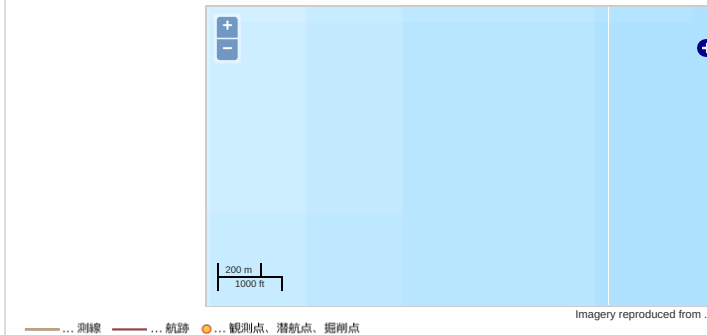 +
−
200 m
1000 ft
Imagery reproduced from .
... 測線 ... 航跡 ... 観測点、潜航点、掘削点